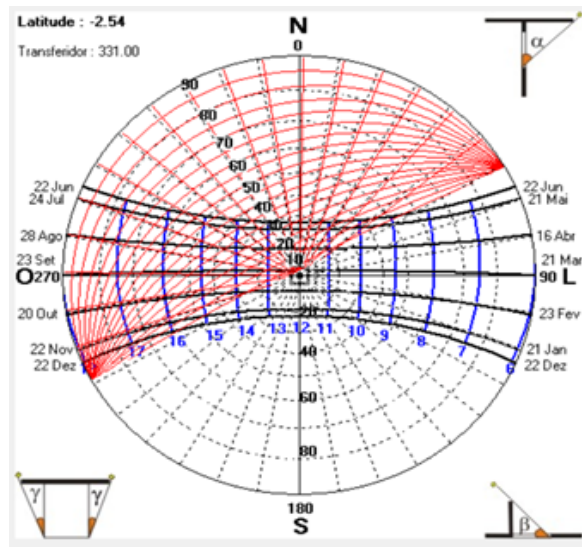 Latitude : -2.54
Transferidor : 331.00
N
0
α
90
80
70
60
50
40
30
20
10
22 Jun
24 Jul
28 Ago
23 Set
O 270
20 Out
22 Nov
22 Dez
22 Jun
21 Mai
16 Abr
21 Mar
90 L
23 Fev
21 Jan
22 Dez
17
16
15
14
13
12
11
10
9
8
7
6
20
40
60
80
180
S
γ
γ
β